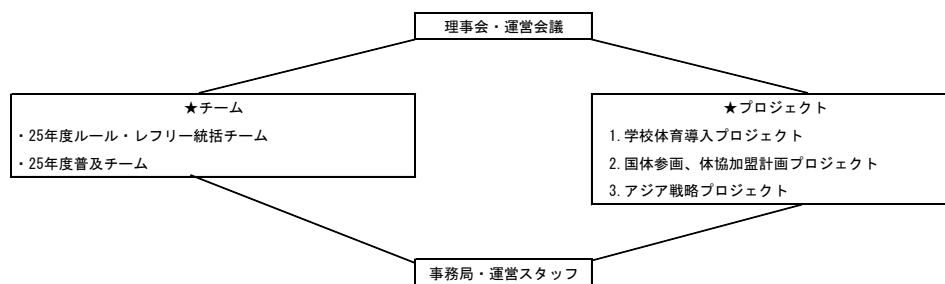 理事会・運営会議
★チーム
・25年度ルール・レフリー統括チーム
・25年度普及チーム
★プロジェクト
1.学校体育導入プロジェクト
2.国体参画、体協加盟計画プロジェクト
3.アジア戦略プロジェクト
事務局・運営スタッフ